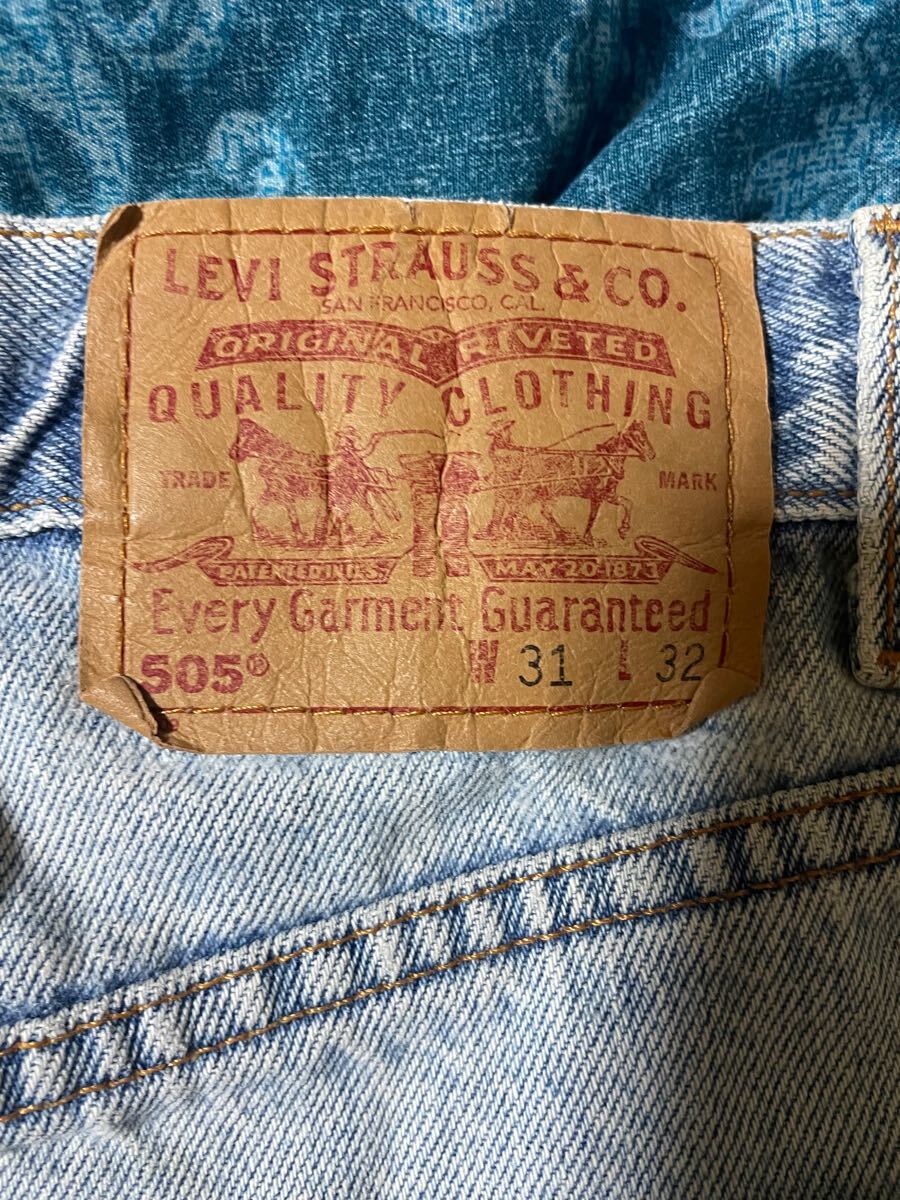 LEVI STRAUSS & CO.
SAN FRANCISCO, CAL.
ORIGINAL RIVETED
QUALITY CLOTHING
TRADE MARK
PATENTED IN U.S. MAY 20 1873
Every Garment Guaranteed
505® W 31 L 32